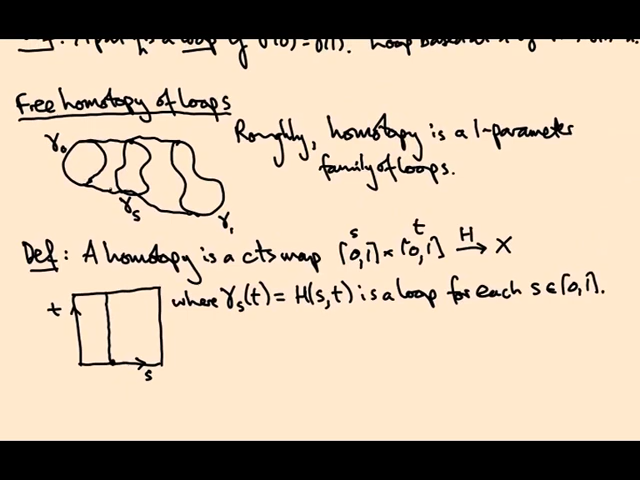 Free homotopy of loops
Roughly, homotopy is a 1-parameter
family of loops.
γ₀
γₛ
γ₁
s t
Def: A homotopy is a cts map [0,1] × [0,1] —H→ X
where γₛ(t) = H(s,t) is a loop for each s ∈ [0,1].
t
s